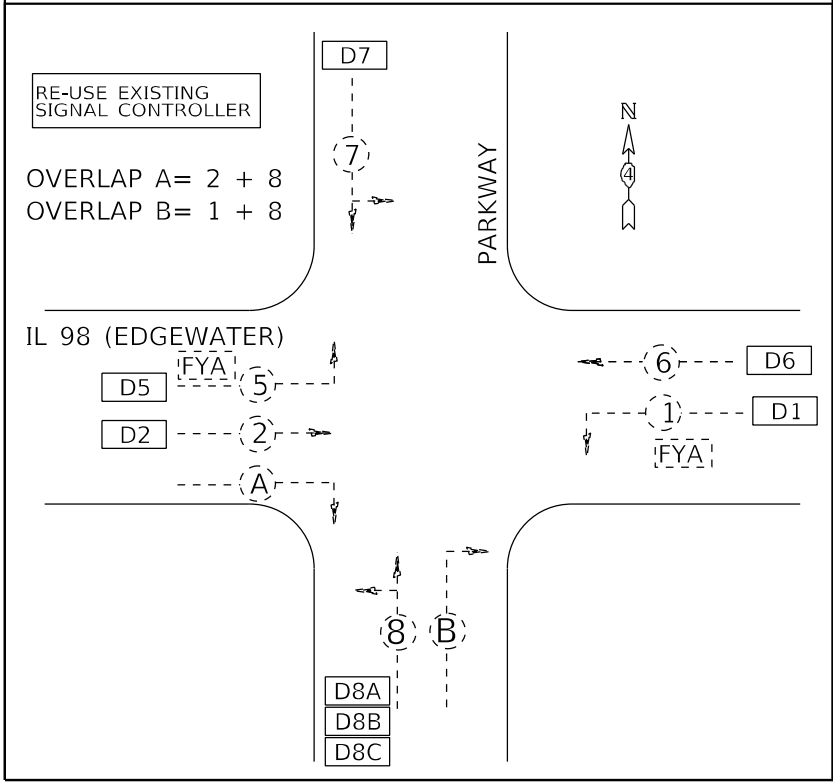 D7
RE-USE EXISTING
SIGNAL CONTROLLER
N
7
4
OVERLAP A= 2 + 8
OVERLAP B= 1 + 8
PARKWAY
IL 98 (EDGEWATER)
FYA
D5
5
6
D6
D2
2
1
D1
FYA
A
8
B
D8A
D8B
D8C